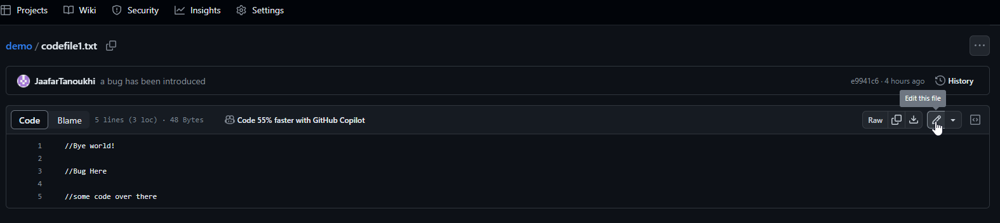 Projects Wiki Security Insights Settings
demo / codefile1.txt
JaafarTanoukhi a bug has been introduced e9941c6 · 4 hours ago History
Edit this file
Code Blame 5 lines (3 loc) · 48 Bytes Code 55% faster with GitHub Copilot Raw
1 //Bye world!
2
3 //Bug Here
4
5 //some code over there